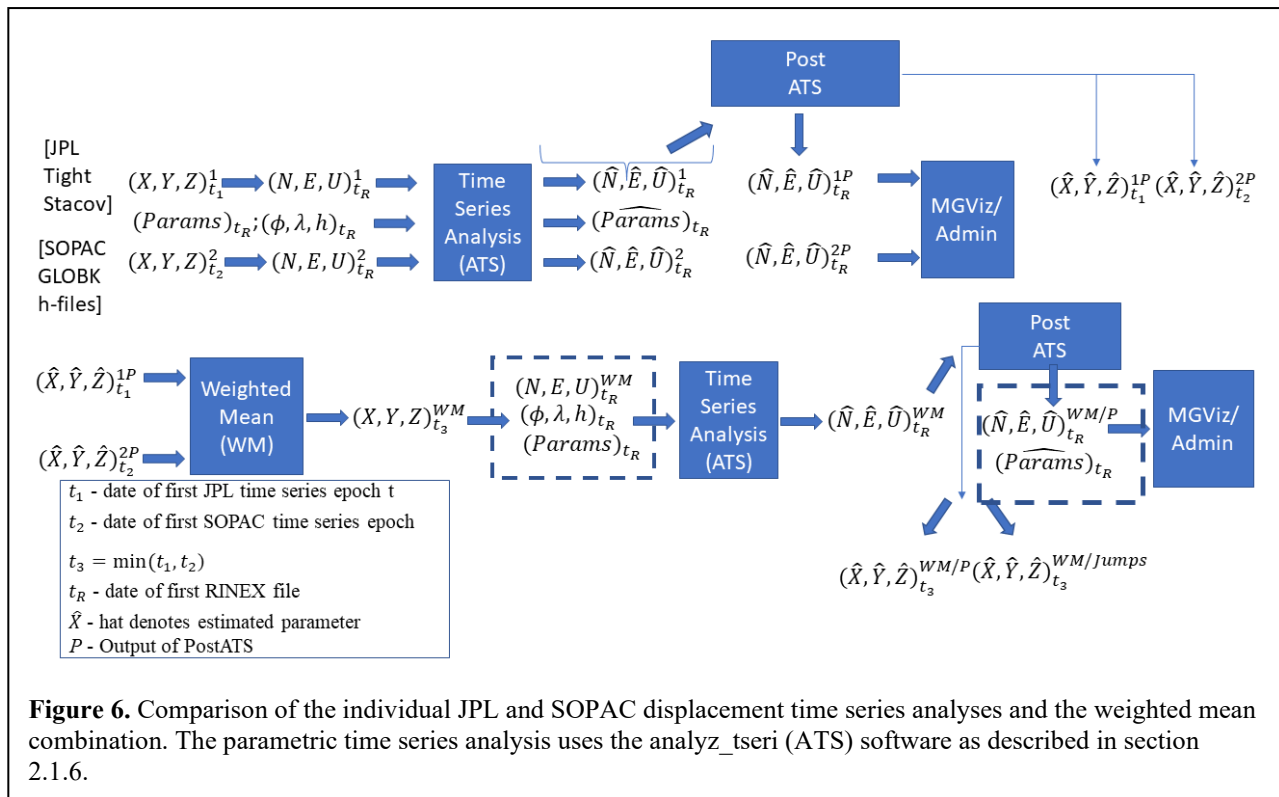 Post
ATS
[JPL
Tight
Stacov]
[SOPAC
GLOBK
h-files]
(X, Y, Z)^1_{t_1} (N, E, U)^1_{t_R}
(Params)_{t_R};(ϕ, λ, h)_{t_R}
(X, Y, Z)^2_{t_2} (N, E, U)^2_{t_R}
Time
Series
Analysis
(ATS)
(N̂, Ê, Û)^1_{t_R}
(\widehat{Params})_{t_R}
(N̂, Ê, Û)^2_{t_R}
(N̂, Ê, Û)^{1P}_{t_R}
(N̂, Ê, Û)^{2P}_{t_R}
MGViz/
Admin
(X̂, Ŷ, Ẑ)^{1P}_{t_1} (X̂, Ŷ, Ẑ)^{2P}_{t_2}
(X̂, Ŷ, Ẑ)^{1P}_{t_1}
(X̂, Ŷ, Ẑ)^{2P}_{t_2}
Weighted
Mean
(WM)
(X, Y, Z)^{WM}_{t_3}
(N, E, U)^{WM}_{t_R}
(ϕ, λ, h)_{t_R}
(Params)_{t_R}
Time
Series
Analysis
(ATS)
(N̂, Ê, Û)^{WM}_{t_R}
Post
ATS
(N̂, Ê, Û)^{WM/P}_{t_R}
(\widehat{Params})_{t_R}
MGViz/
Admin
(X̂, Ŷ, Ẑ)^{WM/P}_{t_3} (X̂, Ŷ, Ẑ)^{WM/Jumps}_{t_3}
t_1 - date of first JPL time series epoch t
t_2 - date of first SOPAC time series epoch
t_3 = min(t_1, t_2)
t_R - date of first RINEX file
X̂ - hat denotes estimated parameter
P - Output of PostATS
Figure 6. Comparison of the individual JPL and SOPAC displacement time series analyses and the weighted mean
combination. The parametric time series analysis uses the analyz_tseri (ATS) software as described in section
2.1.6.